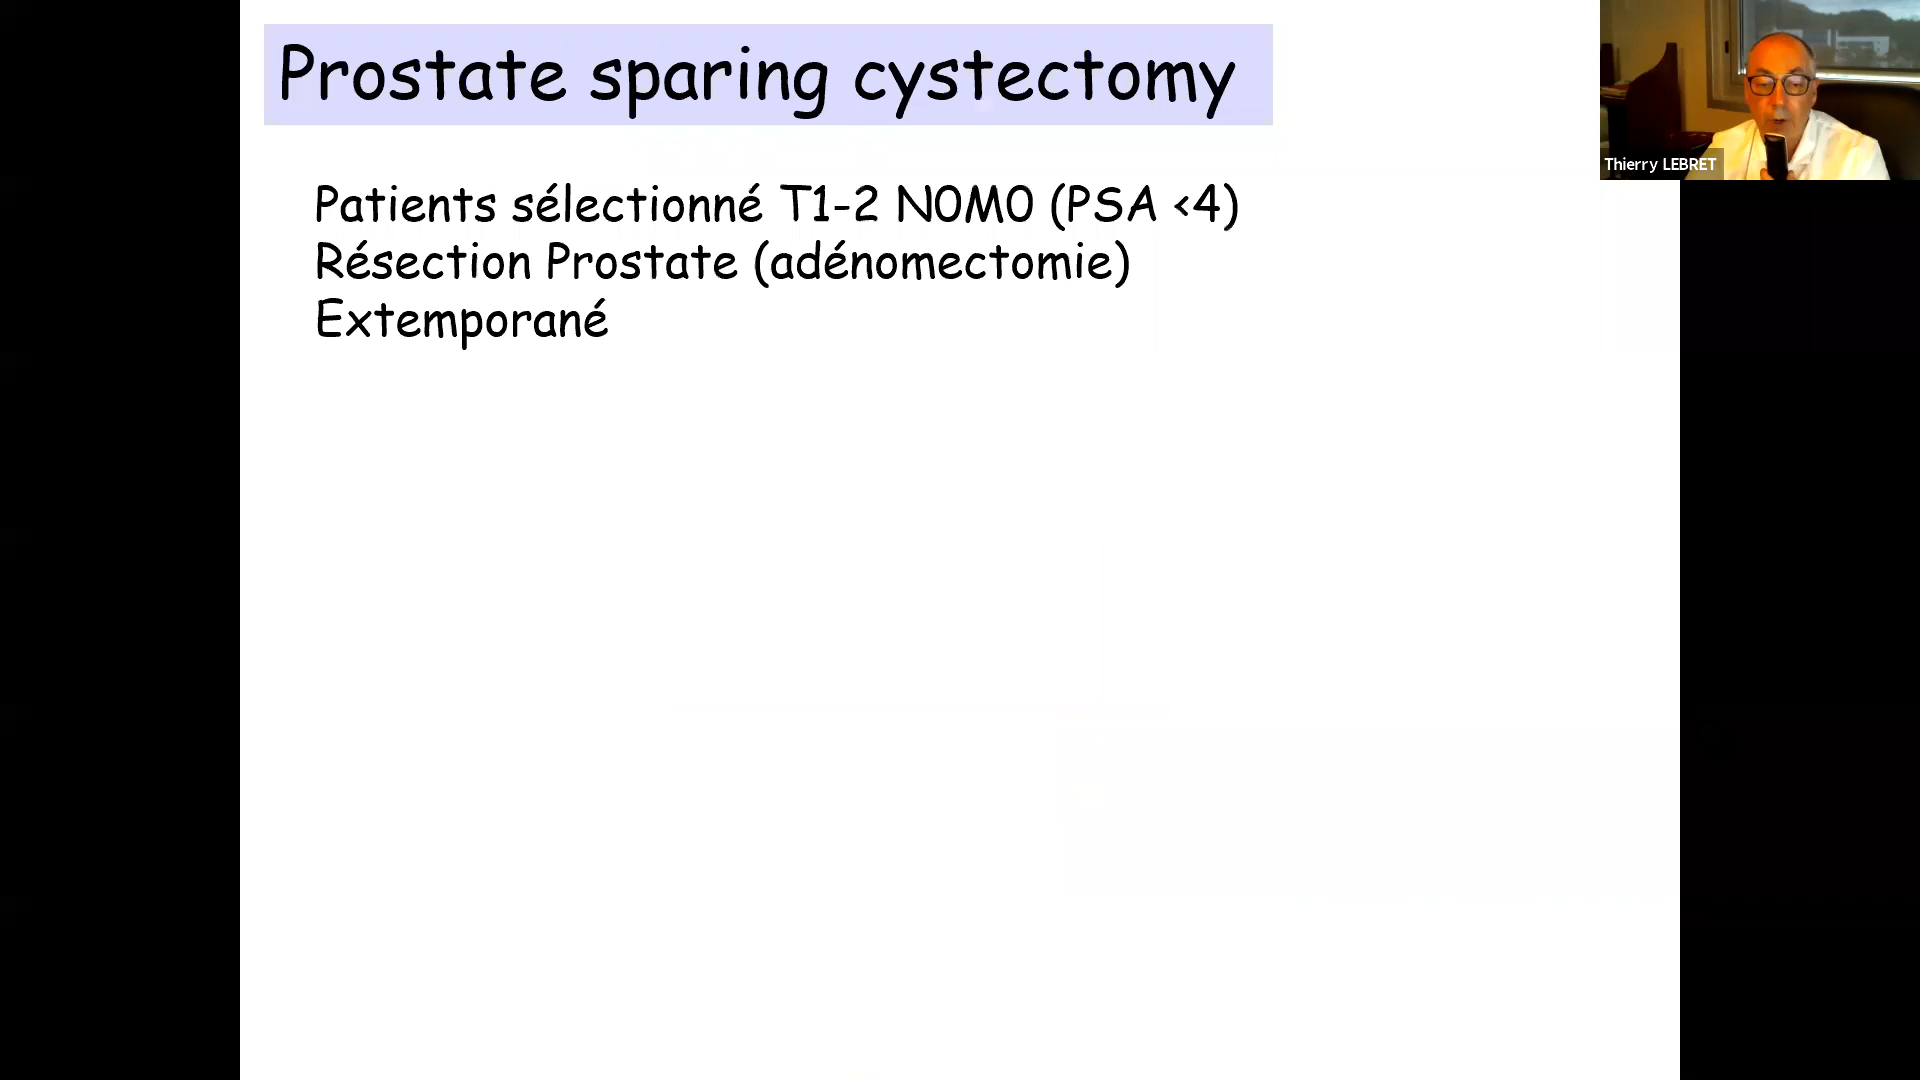 Prostate sparing cystectomy
Thierry LEBRET
Patients sélectionné T1-2 N0M0 (PSA <4)
Résection Prostate (adénomectomie)
Extemporané